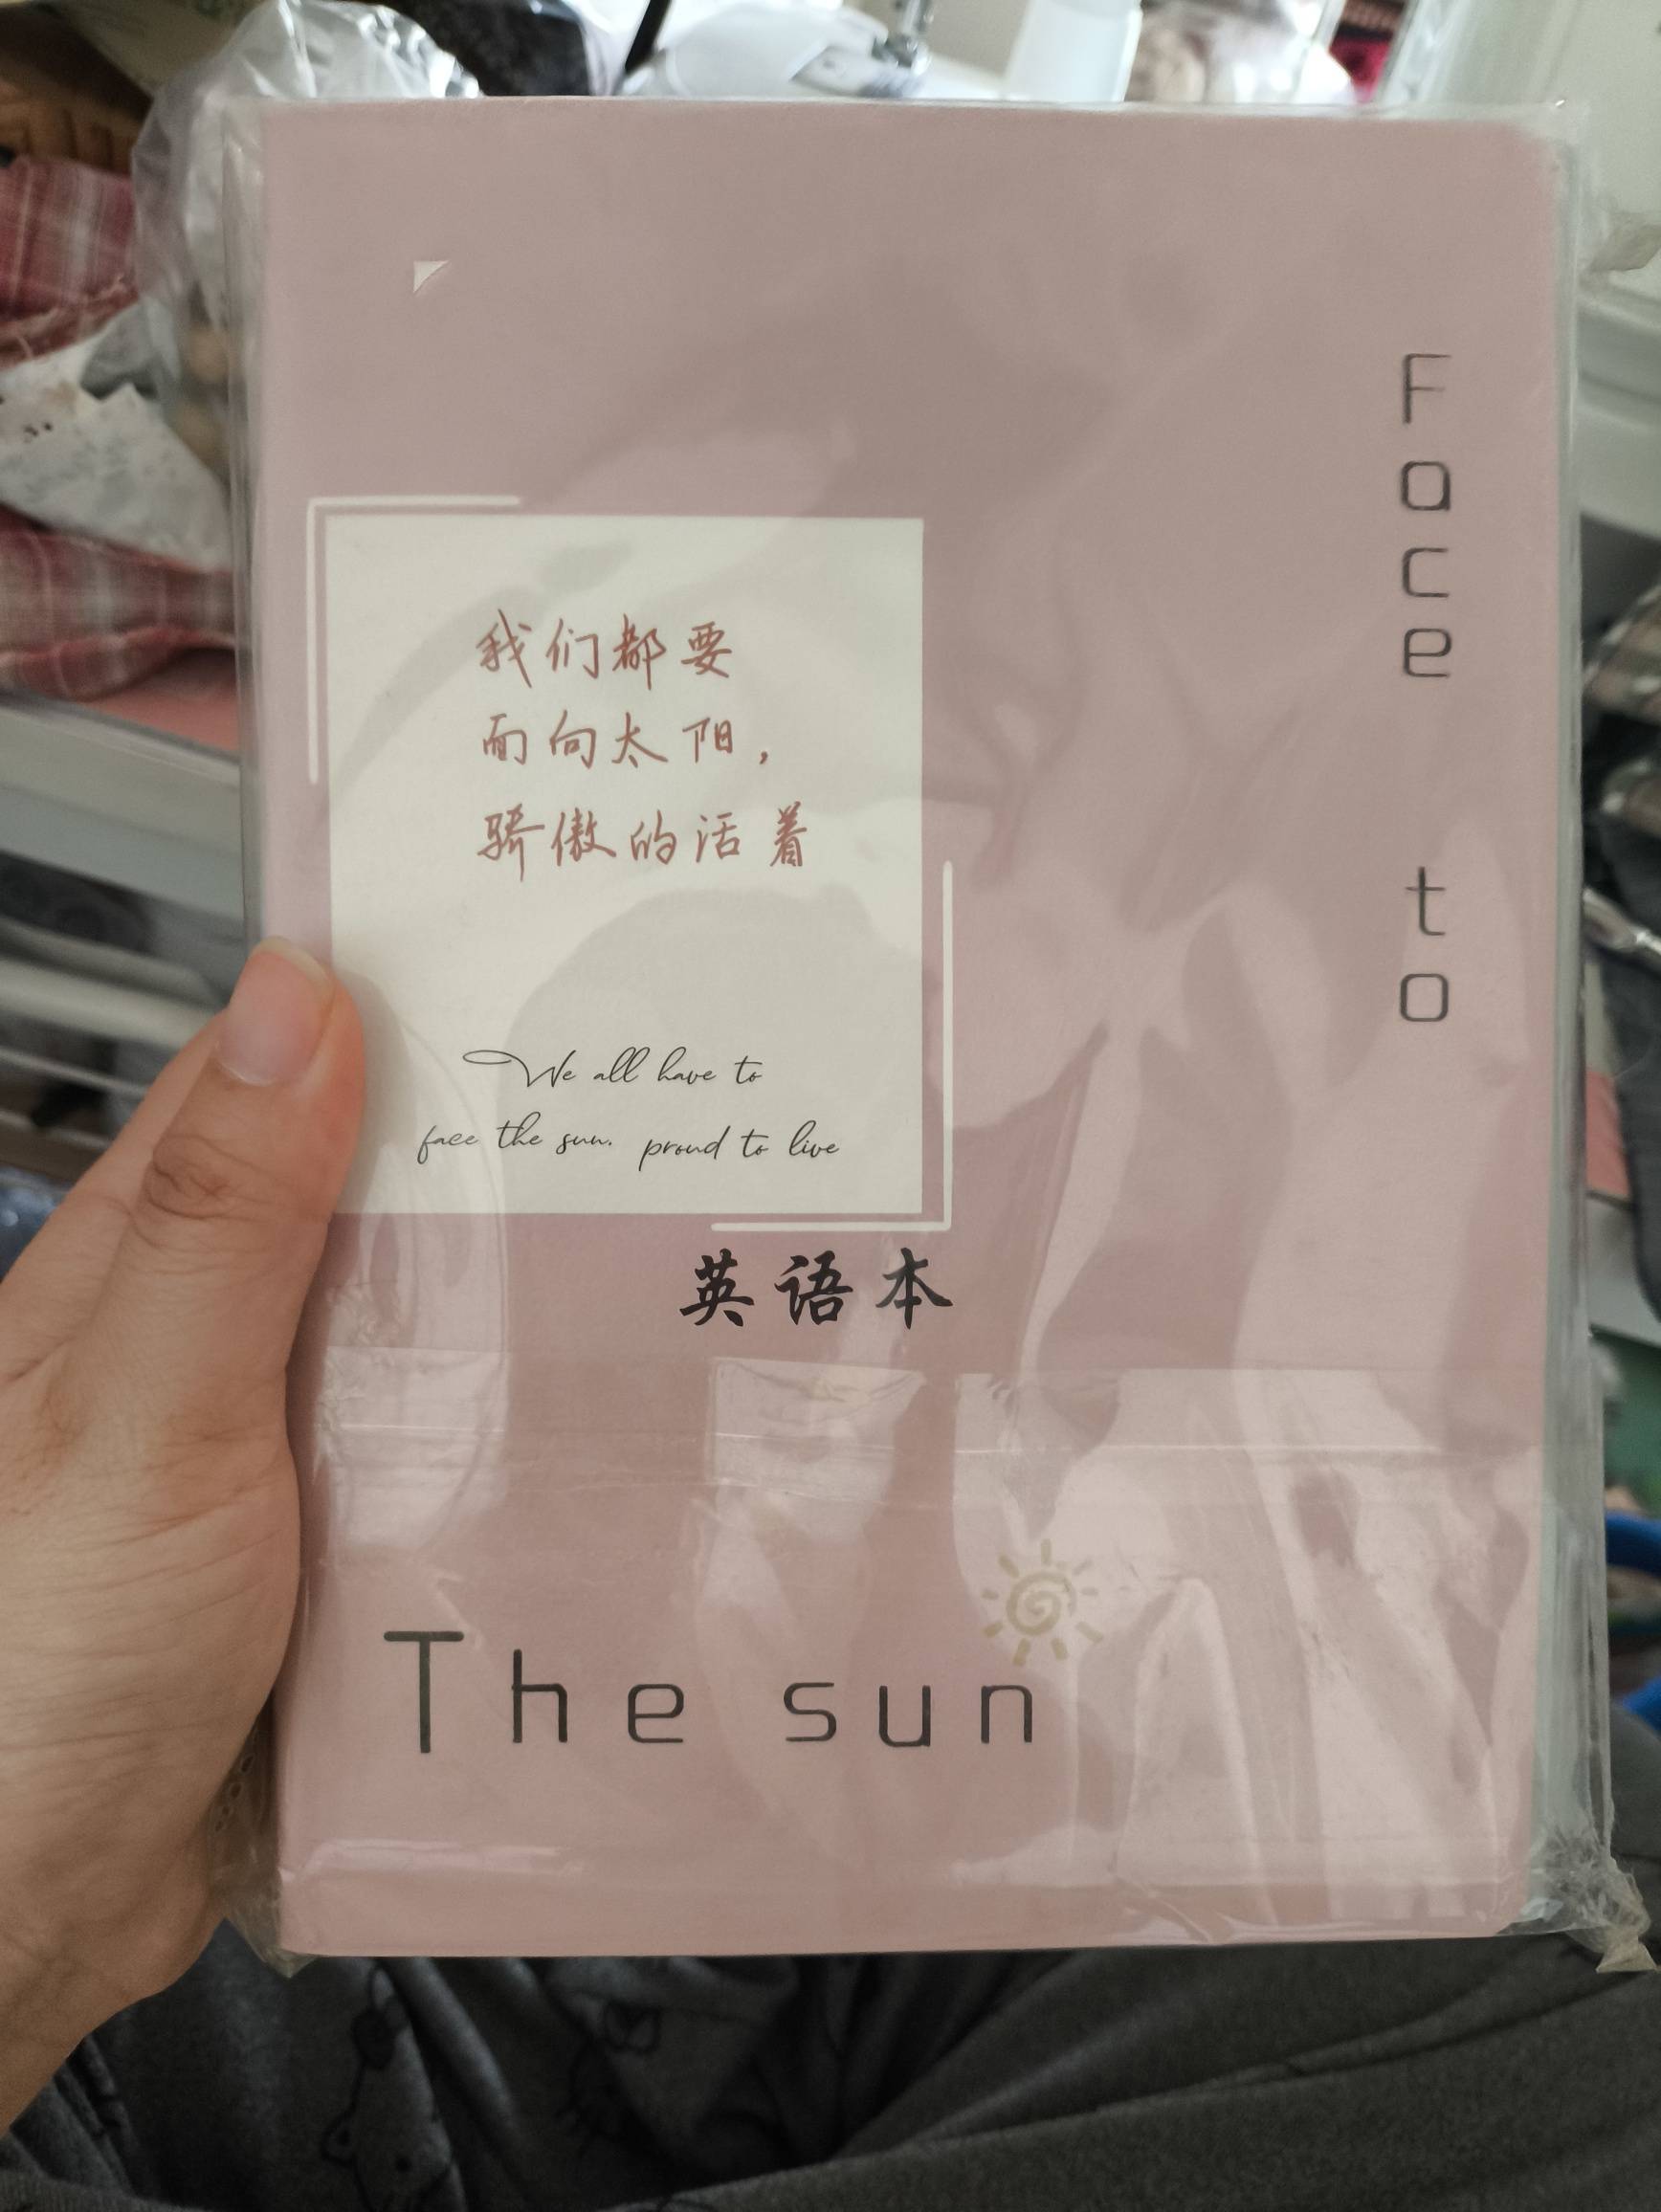 Face to
我们都要
面向太阳，
骄傲的活着
We all have to
face the sun. proud to live
英语本
The sun